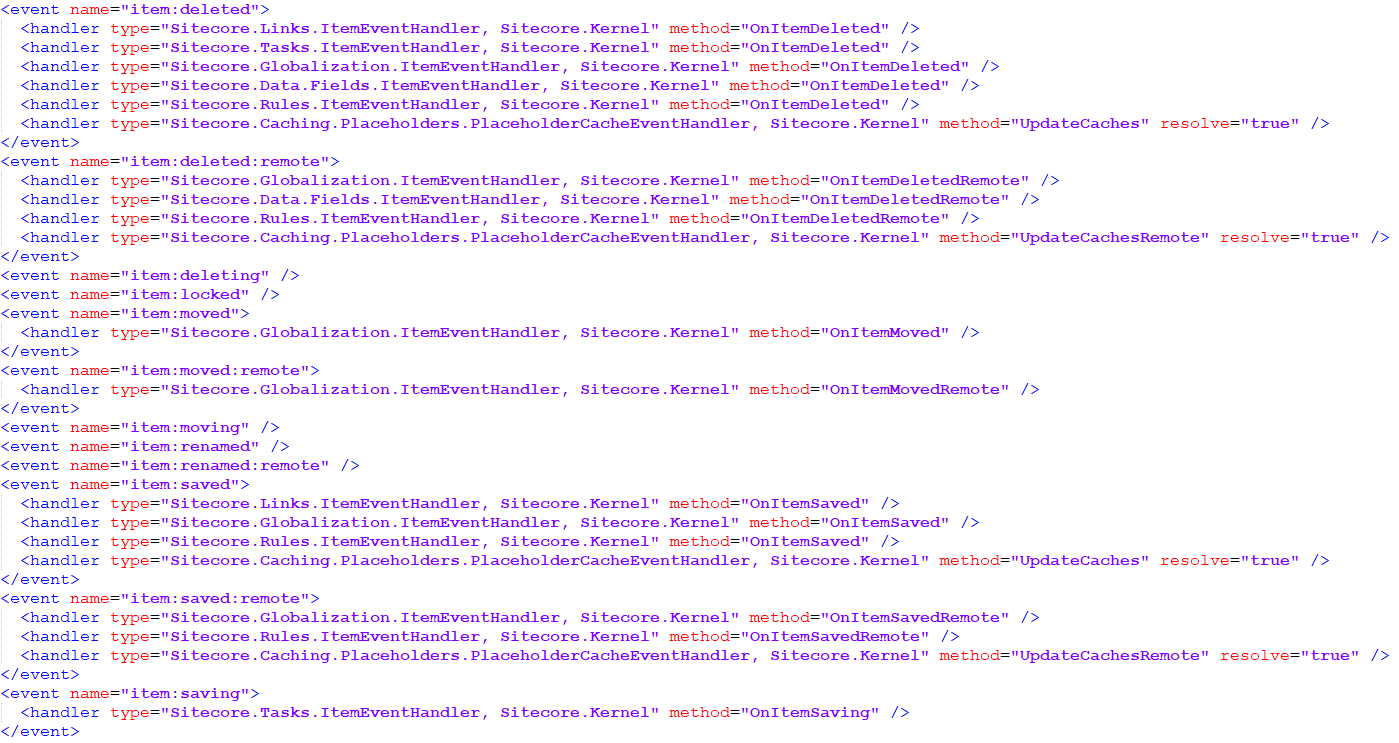 <event name="item:deleted">
  <handler type="Sitecore.Links.ItemEventHandler, Sitecore.Kernel" method="OnItemDeleted" />
  <handler type="Sitecore.Tasks.ItemEventHandler, Sitecore.Kernel" method="OnItemDeleted" />
  <handler type="Sitecore.Globalization.ItemEventHandler, Sitecore.Kernel" method="OnItemDeleted" />
  <handler type="Sitecore.Data.Fields.ItemEventHandler, Sitecore.Kernel" method="OnItemDeleted" />
  <handler type="Sitecore.Rules.ItemEventHandler, Sitecore.Kernel" method="OnItemDeleted" />
  <handler type="Sitecore.Caching.Placeholders.PlaceholderCacheEventHandler, Sitecore.Kernel" method="UpdateCaches" resolve="true" />
</event>
<event name="item:deleted:remote">
  <handler type="Sitecore.Globalization.ItemEventHandler, Sitecore.Kernel" method="OnItemDeletedRemote" />
  <handler type="Sitecore.Data.Fields.ItemEventHandler, Sitecore.Kernel" method="OnItemDeletedRemote" />
  <handler type="Sitecore.Rules.ItemEventHandler, Sitecore.Kernel" method="OnItemDeletedRemote" />
  <handler type="Sitecore.Caching.Placeholders.PlaceholderCacheEventHandler, Sitecore.Kernel" method="UpdateCachesRemote" resolve="true" />
</event>
<event name="item:deleting" />
<event name="item:locked" />
<event name="item:moved">
  <handler type="Sitecore.Globalization.ItemEventHandler, Sitecore.Kernel" method="OnItemMoved" />
</event>
<event name="item:moved:remote">
  <handler type="Sitecore.Globalization.ItemEventHandler, Sitecore.Kernel" method="OnItemMovedRemote" />
</event>
<event name="item:moving" />
<event name="item:renamed" />
<event name="item:renamed:remote" />
<event name="item:saved">
  <handler type="Sitecore.Links.ItemEventHandler, Sitecore.Kernel" method="OnItemSaved" />
  <handler type="Sitecore.Globalization.ItemEventHandler, Sitecore.Kernel" method="OnItemSaved" />
  <handler type="Sitecore.Rules.ItemEventHandler, Sitecore.Kernel" method="OnItemSaved" />
  <handler type="Sitecore.Caching.Placeholders.PlaceholderCacheEventHandler, Sitecore.Kernel" method="UpdateCaches" resolve="true" />
</event>
<event name="item:saved:remote">
  <handler type="Sitecore.Globalization.ItemEventHandler, Sitecore.Kernel" method="OnItemSavedRemote" />
  <handler type="Sitecore.Rules.ItemEventHandler, Sitecore.Kernel" method="OnItemSavedRemote" />
  <handler type="Sitecore.Caching.Placeholders.PlaceholderCacheEventHandler, Sitecore.Kernel" method="UpdateCachesRemote" resolve="true" />
</event>
<event name="item:saving">
  <handler type="Sitecore.Tasks.ItemEventHandler, Sitecore.Kernel" method="OnItemSaving" />
</event>